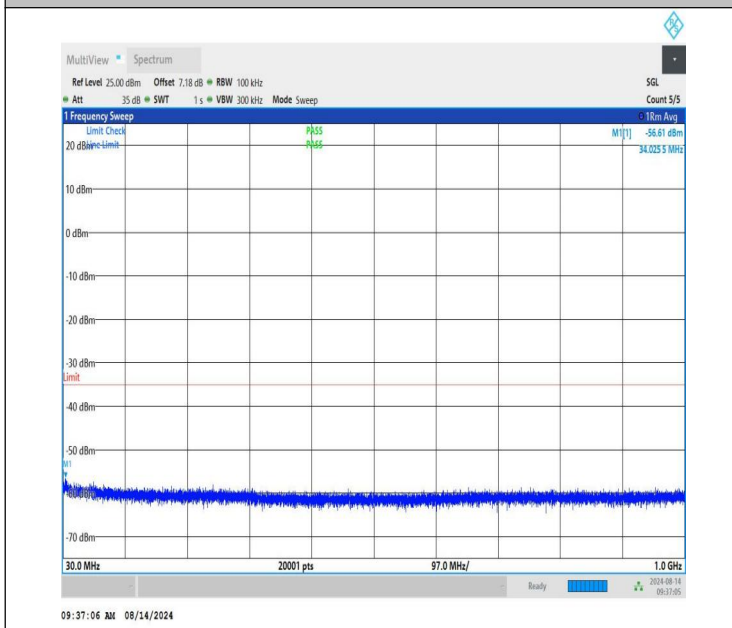 R&S
MultiView Spectrum
Ref Level 25.00 dBm Offset 7.18 dB RBW 100 kHz SGL
Att 35 dB SWT 1 s VBW 300 kHz Mode Sweep Count 5/5
1 Frequency Sweep 1Rm Avg
Limit Check PASS M1[1] -56.61 dBm
20 dBm Line Limit PASS 34.025 5 MHz
10 dBm
0 dBm
-10 dBm
-20 dBm
-30 dBm
Limit
-40 dBm
-50 dBm
M1
-70 dBm
30.0 MHz 20001 pts 97.0 MHz/ 1.0 GHz
Ready 2024-08-14
09:37:05
09:37:06 AM 08/14/2024